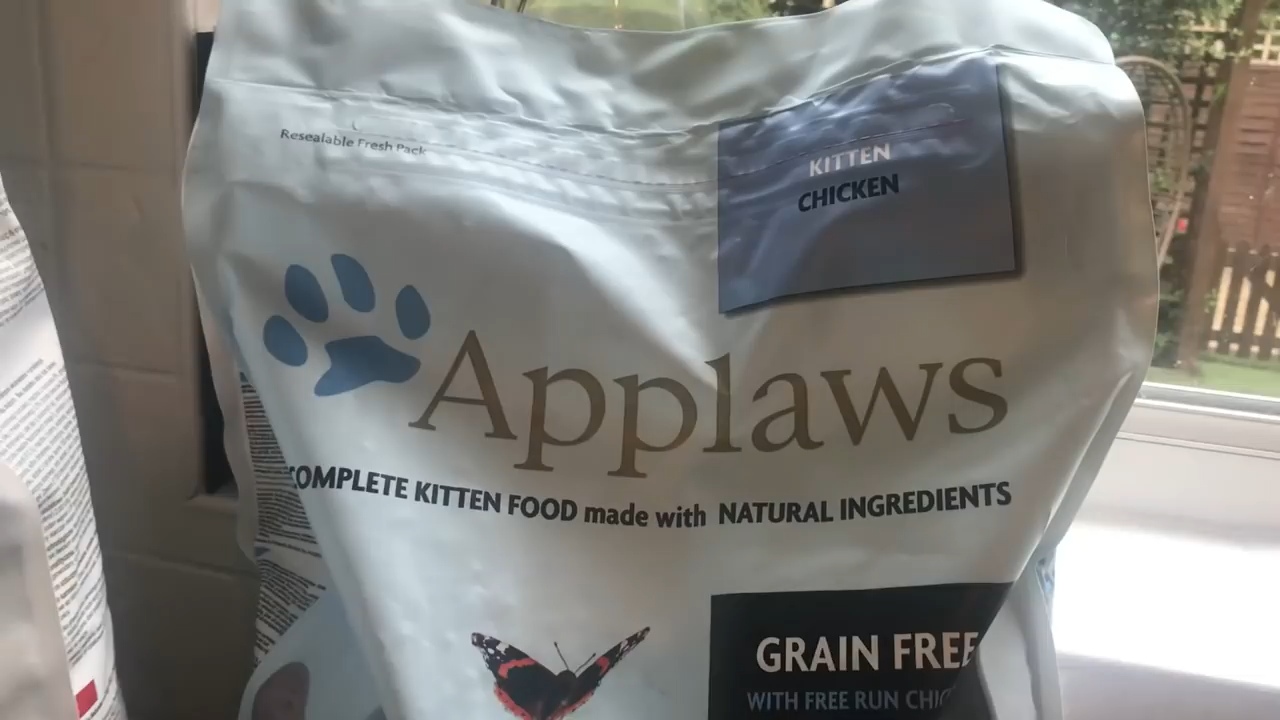 Resealable Fresh Pack
KITTEN
CHICKEN
Applaws
COMPLETE KITTEN FOOD made with NATURAL INGREDIENTS
GRAIN FREE
WITH FREE RUN